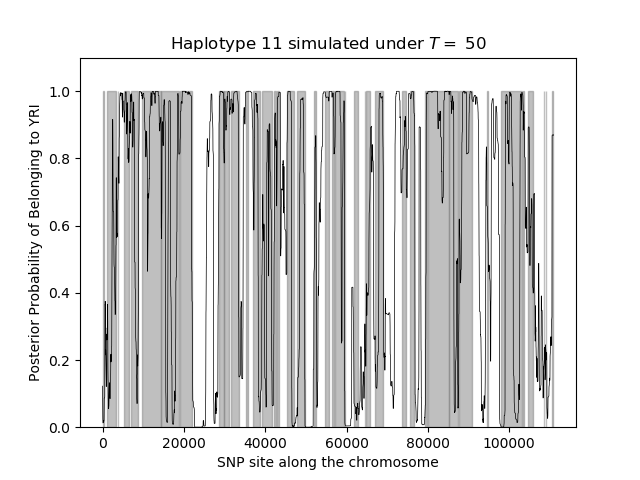 Haplotype 11 simulated under T = 50
Posterior Probability of Belonging to YRI
1.0
0.8
0.6
0.4
0.2
0.0
0 20000 40000 60000 80000 100000
SNP site along the chromosome